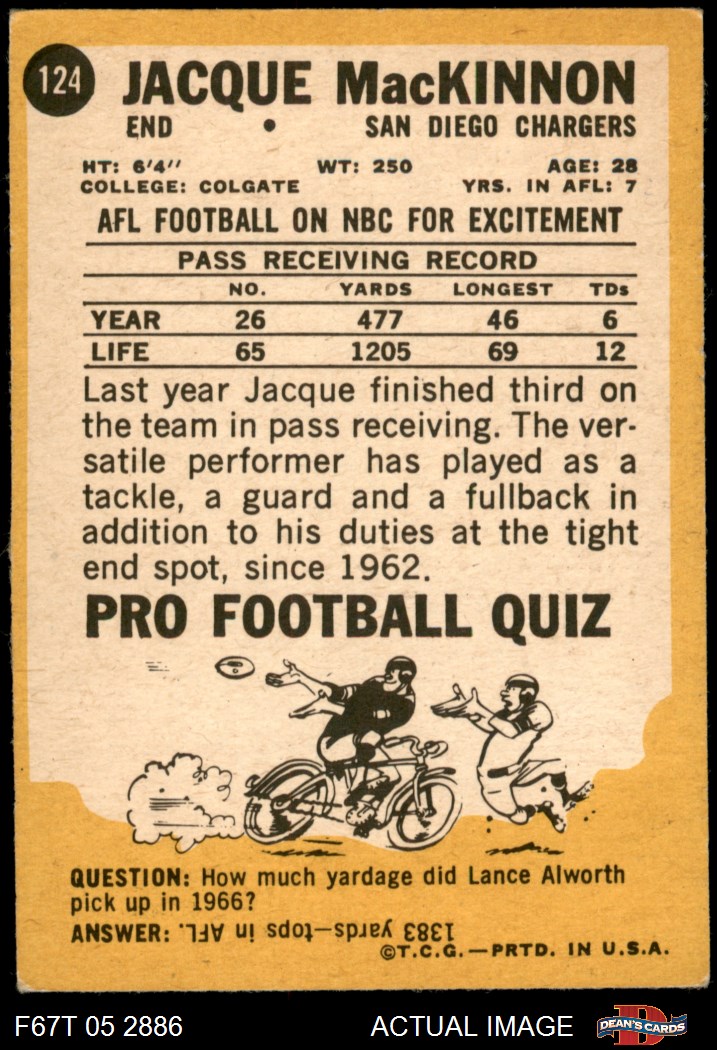 124
JACQUE MacKINNON
END • SAN DIEGO CHARGERS
HT: 6'4'' WT: 250 AGE: 28
COLLEGE: COLGATE YRS. IN AFL: 7
AFL FOOTBALL ON NBC FOR EXCITEMENT
PASS RECEIVING RECORD
NO. YARDS LONGEST TDs
YEAR 26 477 46 6
LIFE 65 1205 69 12
Last year Jacque finished third on
the team in pass receiving. The ver-
satile performer has played as a
tackle, a guard and a fullback in
addition to his duties at the tight
end spot, since 1962.
PRO FOOTBALL QUIZ
QUESTION: How much yardage did Lance Alworth
pick up in 1966?
ANSWER: 1383 yards—tops in AFL.
©T.C.G.—PRTD. IN U.S.A.
F67T 05 2886 ACTUAL IMAGE D DEAN'S CARDS